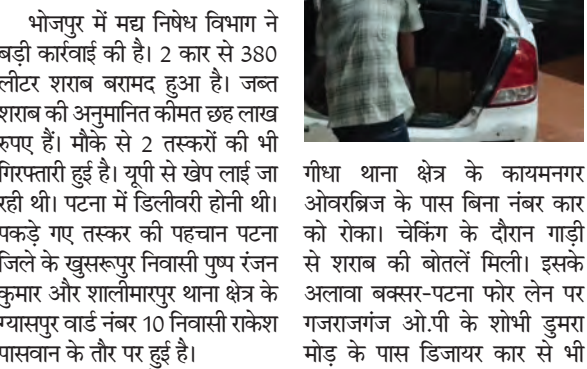 भोजपुर में मद्य निषेध विभाग ने
बड़ी कार्रवाई की है। 2 कार से 380
लीटर शराब बरामद हुआ है। जब्त
शराब की अनुमानित कीमत छह लाख
रुपए हैं। मौके से 2 तस्करों की भी
गिरफ्तारी हुई है। यूपी से खेप लाई जा
रही थी। पटना में डिलीवरी होनी थी।
पकड़े गए तस्कर की पहचान पटना
जिले के खुसरूपुर निवासी पुष्प रंजन
कुमार और शालीमारपुर थाना क्षेत्र के
ग्यासपुर वार्ड नंबर 10 निवासी राकेश
पासवान के तौर पर हुई है।
गीधा थाना क्षेत्र के कायमनगर
ओवरब्रिज के पास बिना नंबर कार
को रोका। चेकिंग के दौरान गाड़ी
से शराब की बोतलें मिली। इसके
अलावा बक्सर-पटना फोर लेन पर
गजराजगंज ओ.पी के शोभी डुमरा
मोड़ के पास डिजायर कार से भी